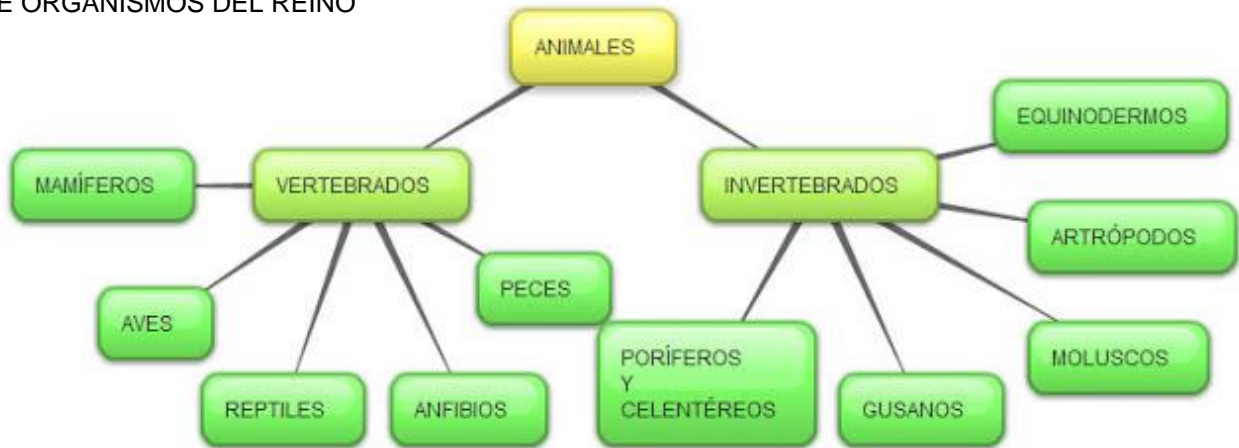 E ORGANISMOS DEL REINO
ANIMALES
EQUINODERMOS
MAMÍFEROS
VERTEBRADOS
INVERTEBRADOS
ARTRÓPODOS
PECES
AVES
PORÍFEROS
Y
CELENTÉREOS
MOLUSCOS
REPTILES
ANFIBIOS
GUSANOS